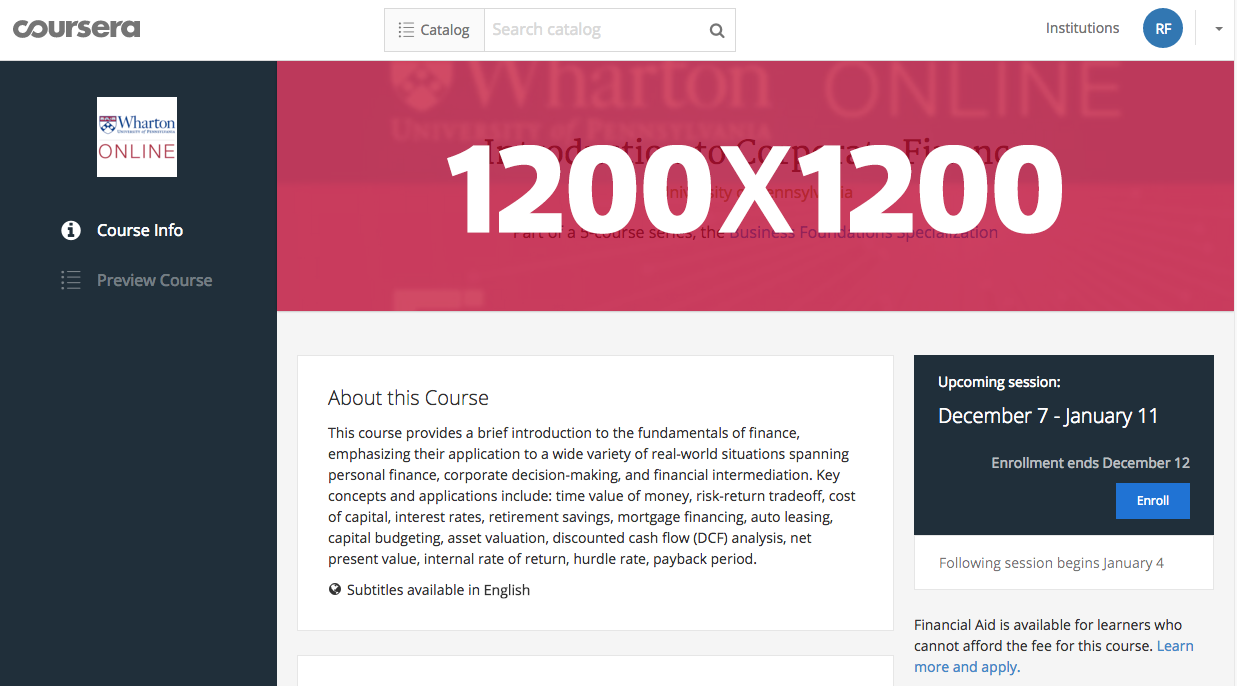 coursera
Catalog
Search catalog
Institutions
RF
Wharton
UNIVERSITY of PENNSYLVANIA
ONLINE
Course Info
Preview Course
Wharton ONLINE
UNIVERSITY of PENNSYLVANIA
Introduction to Corporate Finance
University of Pennsylvania
1200X1200
Part of a 5-course series, the Business Foundations Specialization
About this Course
This course provides a brief introduction to the fundamentals of finance,
emphasizing their application to a wide variety of real-world situations spanning
personal finance, corporate decision-making, and financial intermediation. Key
concepts and applications include: time value of money, risk-return tradeoff, cost
of capital, interest rates, retirement savings, mortgage financing, auto leasing,
capital budgeting, asset valuation, discounted cash flow (DCF) analysis, net
present value, internal rate of return, hurdle rate, payback period.
Subtitles available in English
Upcoming session:
December 7 - January 11
Enrollment ends December 12
Enroll
Following session begins January 4
Financial Aid is available for learners who
cannot afford the fee for this course. Learn
more and apply.